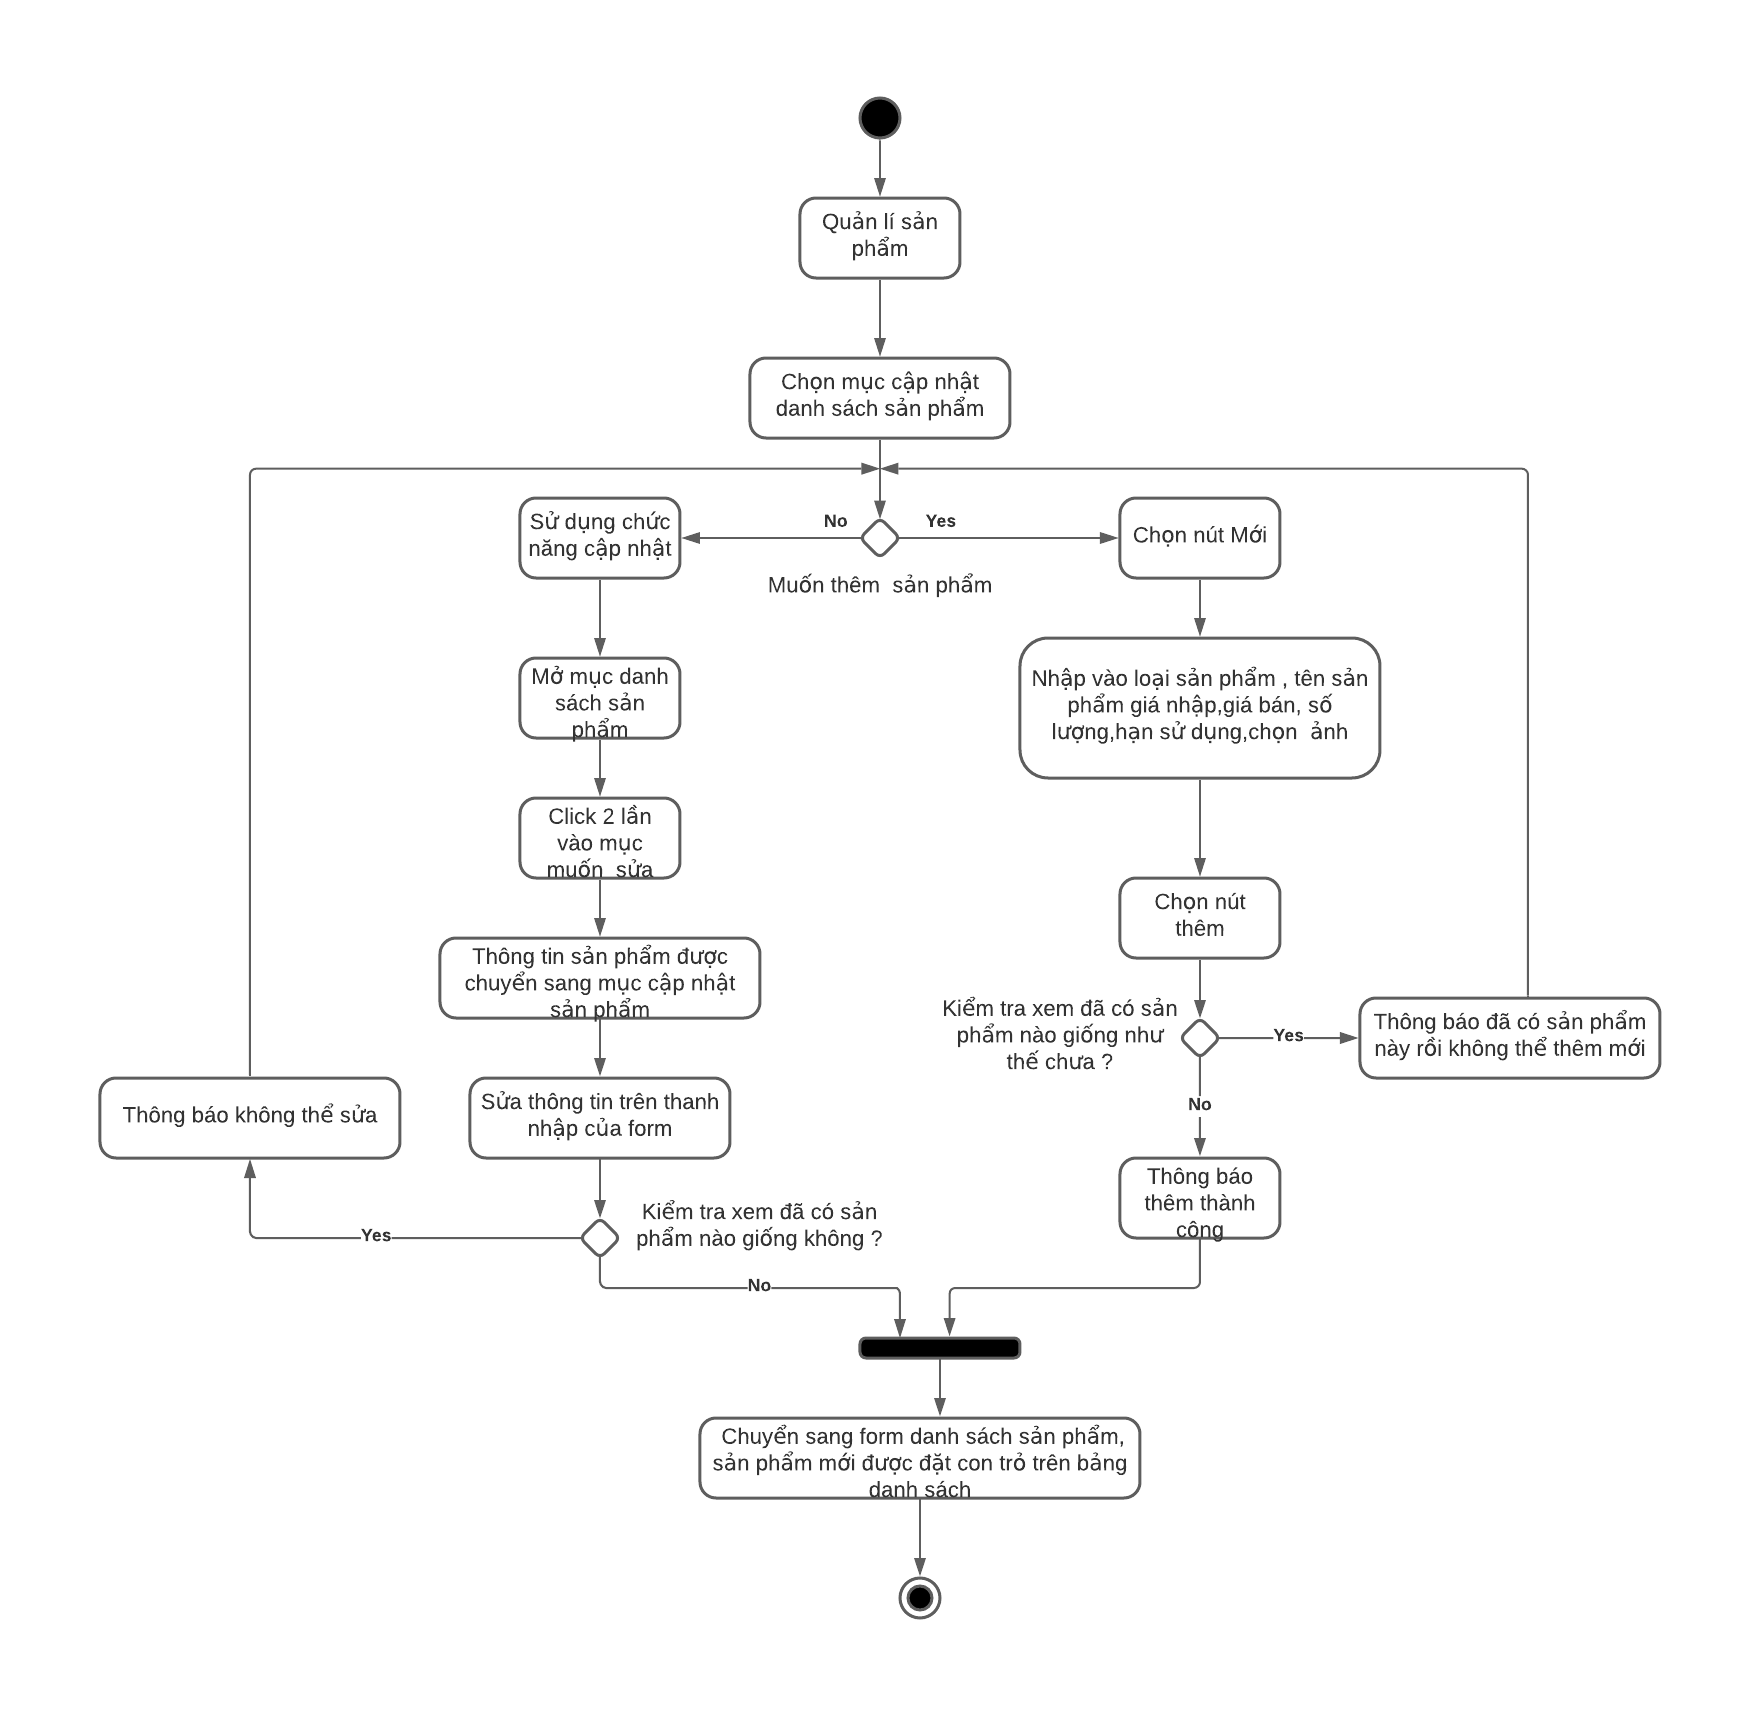 Quản lí sản
phẩm
Chọn mục cập nhật
danh sách sản phẩm
Sử dụng chức
năng cập nhật
No
Yes
Chọn nút Mới
Muốn thêm  sản phẩm
Mở mục danh
sách sản
phẩm
Nhập vào loại sản phẩm , tên sản
phẩm giá nhập,giá bán, số
lượng,hạn sử dụng,chọn  ảnh
Click 2 lần
vào mục
muốn  sửa
Chọn nút
thêm
Thông tin sản phẩm được
chuyển sang mục cập nhật
sản phẩm
Kiểm tra xem đã có sản
phẩm nào giống như
thế chưa ?
Yes
Thông báo đã có sản phẩm
này rồi không thể thêm mới
Thông báo không thể sửa
Sửa thông tin trên thanh
nhập của form
No
Thông báo
thêm thành
công
Yes
Kiểm tra xem đã có sản
phẩm nào giống không ?
No
Chuyển sang form danh sách sản phẩm,
sản phẩm mới được đặt con trỏ trên bảng
danh sách